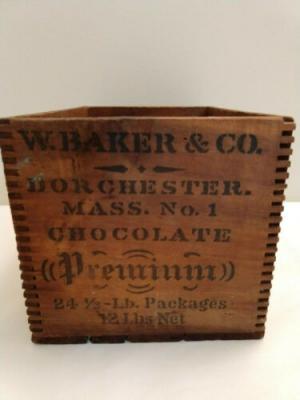 W. BAKER & CO.
DORCHESTER.
MASS. No. 1
CHOCOLATE
((Premium))
24 ½-Lb. Packages
12 Lbs Net